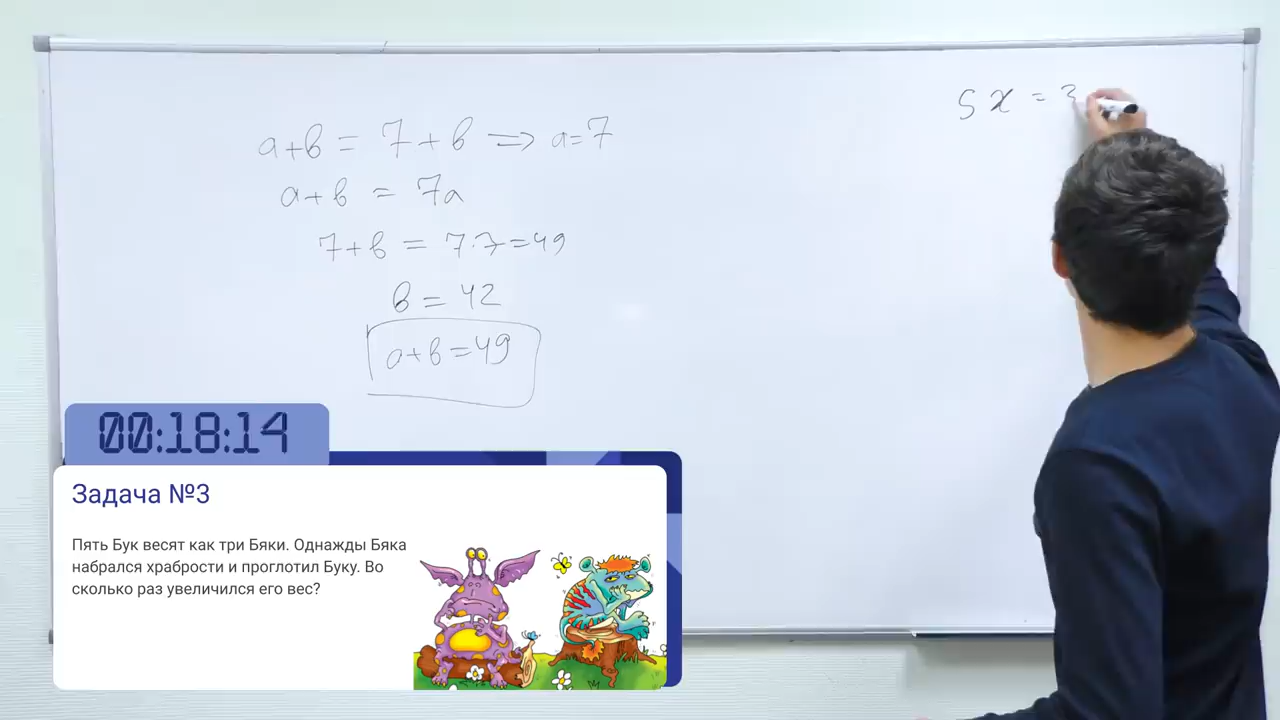 a+b = 7+b => a=7
a+b = 7a
7+b = 7.7=49
b = 42
a+b=49
5x = 3
00:18:14
Задача №3
Пять Бук весят как три Бяки. Однажды Бяка
набрался храбрости и проглотил Буку. Во
сколько раз увеличился его вес?